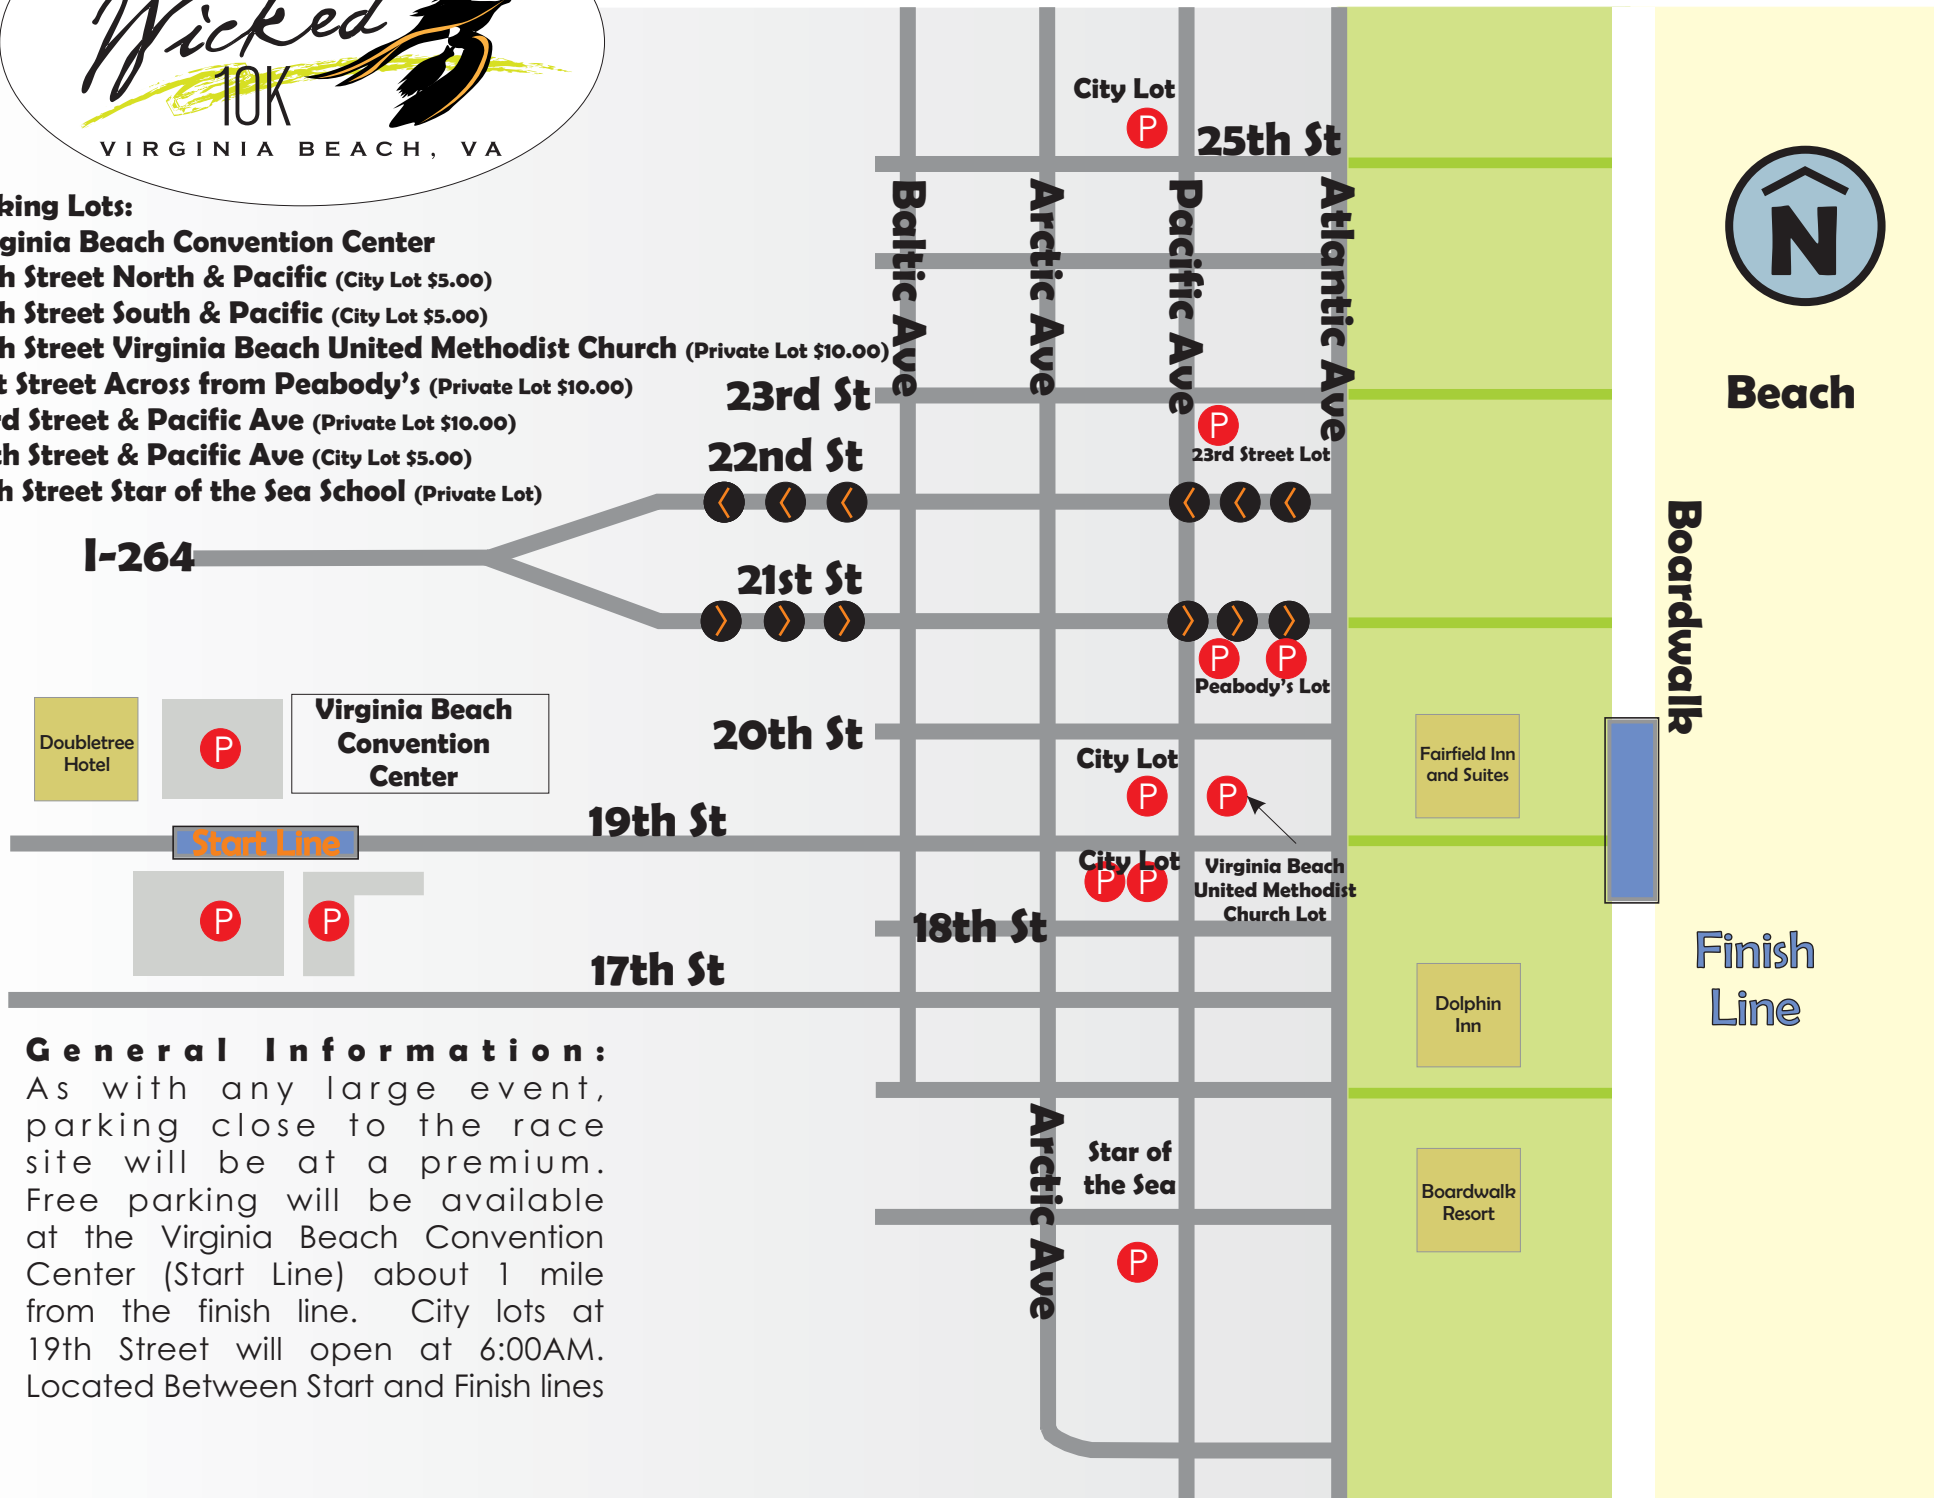 Wicked
10K
VIRGINIA BEACH, VA
king Lots:
ginia Beach Convention Center
h Street North & Pacific (City Lot $5.00)
h Street South & Pacific (City Lot $5.00)
h Street Virginia Beach United Methodist Church (Private Lot $10.00)
t Street Across from Peabody's (Private Lot $10.00)
rd Street & Pacific Ave (Private Lot $10.00)
th Street & Pacific Ave (City Lot $5.00)
h Street Star of the Sea School (Private Lot)
City Lot
P
25th St
Baltic Ave
Arctic Ave
Pacific Ave
Atlantic Ave
N
Beach
23rd St
P
23rd Street Lot
22nd St
I-264
21st St
P P
Peabody's Lot
Boardwalk
Doubletree
Hotel
P
Virginia Beach
Convention
Center
20th St
City Lot
P P
Fairfield Inn
and Suites
19th St
Start Line
City Lot
P P
Virginia Beach
United Methodist
Church Lot
P P
18th St
17th St
Finish
Line
Dolphin
Inn
General Information:
As with any large event,
parking close to the race
site will be at a premium.
Free parking will be available
at the Virginia Beach Convention
Center (Start Line) about 1 mile
from the finish line. City lots at
19th Street will open at 6:00AM.
Located Between Start and Finish lines
Arctic Ave
Star of
the Sea
P
Boardwalk
Resort